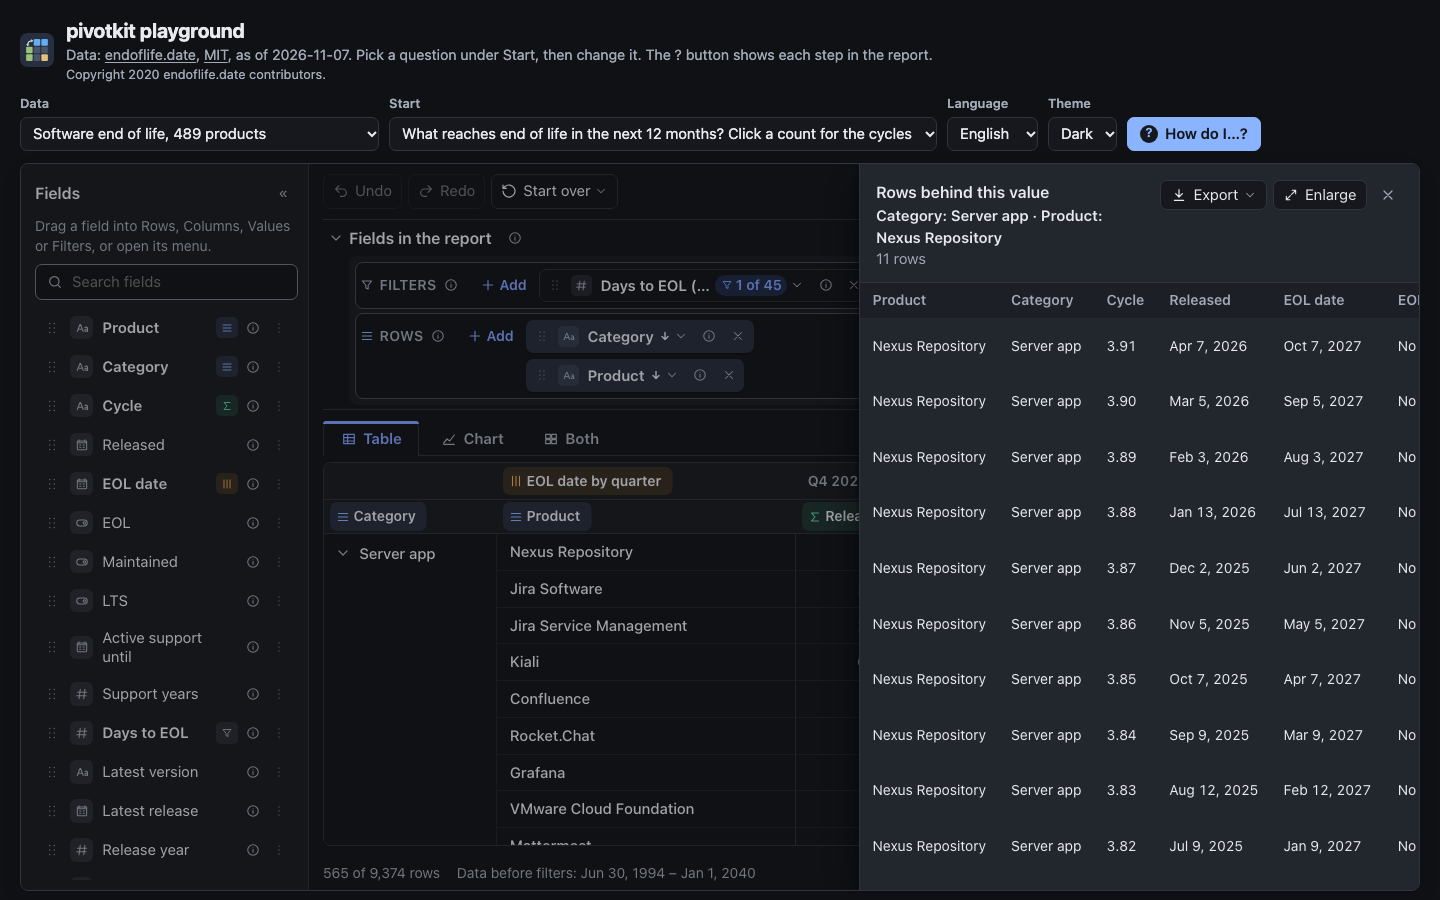 pivotkit playground
Data: endoflife.date, MIT, as of 2026-11-07. Pick a question under Start, then change it. The ? button shows each step in the report.
Copyright 2020 endoflife.date contributors.
Data
Start
Language
Theme
Software end of life, 489 products
What reaches end of life in the next 12 months? Click a count for the cycles
English
Dark
? How do I...?
Fields
«
Drag a field into Rows, Columns, Values
or Filters, or open its menu.
Search fields
Aa Product
Aa Category
Aa Cycle Σ
Released
EOL date
EOL
Maintained
LTS
Active support
until
# Support years
# Days to EOL
Aa Latest version
Latest release
# Release year
Undo
Redo
Start over
Fields in the report
FILTERS
+ Add
# Days to EOL (... 1 of 45
ROWS
+ Add
Aa Category ↓
Aa Product ↓
Table
Chart
Both
EOL date by quarter
Q4 202
Category
Product
Σ Relea
Server app
Nexus Repository
Jira Software
Jira Service Management
Kiali
Confluence
Rocket.Chat
Grafana
VMware Cloud Foundation
Mattermost
565 of 9,374 rows
Data before filters: Jun 30, 1994 – Jan 1, 2040
Rows behind this value
Category: Server app · Product:
Nexus Repository
11 rows
Export
Enlarge
Product Category Cycle Released EOL date EOL
Nexus Repository Server app 3.91 Apr 7, 2026 Oct 7, 2027 No
Nexus Repository Server app 3.90 Mar 5, 2026 Sep 5, 2027 No
Nexus Repository Server app 3.89 Feb 3, 2026 Aug 3, 2027 No
Nexus Repository Server app 3.88 Jan 13, 2026 Jul 13, 2027 No
Nexus Repository Server app 3.87 Dec 2, 2025 Jun 2, 2027 No
Nexus Repository Server app 3.86 Nov 5, 2025 May 5, 2027 No
Nexus Repository Server app 3.85 Oct 7, 2025 Apr 7, 2027 No
Nexus Repository Server app 3.84 Sep 9, 2025 Mar 9, 2027 No
Nexus Repository Server app 3.83 Aug 12, 2025 Feb 12, 2027 No
Nexus Repository Server app 3.82 Jul 9, 2025 Jan 9, 2027 No